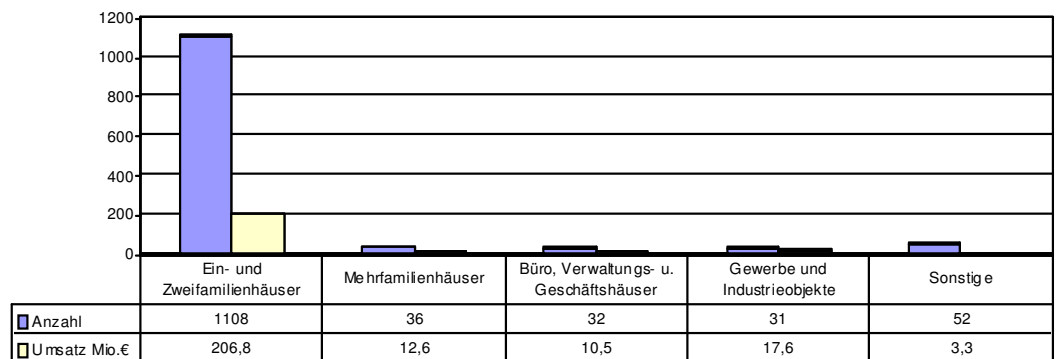 1200
1000
800
600
400
200
0
Ein- und
Zweifamilienhäuser
Mehrfamilienhäuser
Büro, Verwaltungs- u.
Geschäftshäuser
Gewerbe und
Industrieobjekte
Sonstige
Anzahl 1108 36 32 31 52
Umsatz Mio.€ 206,8 12,6 10,5 17,6 3,3